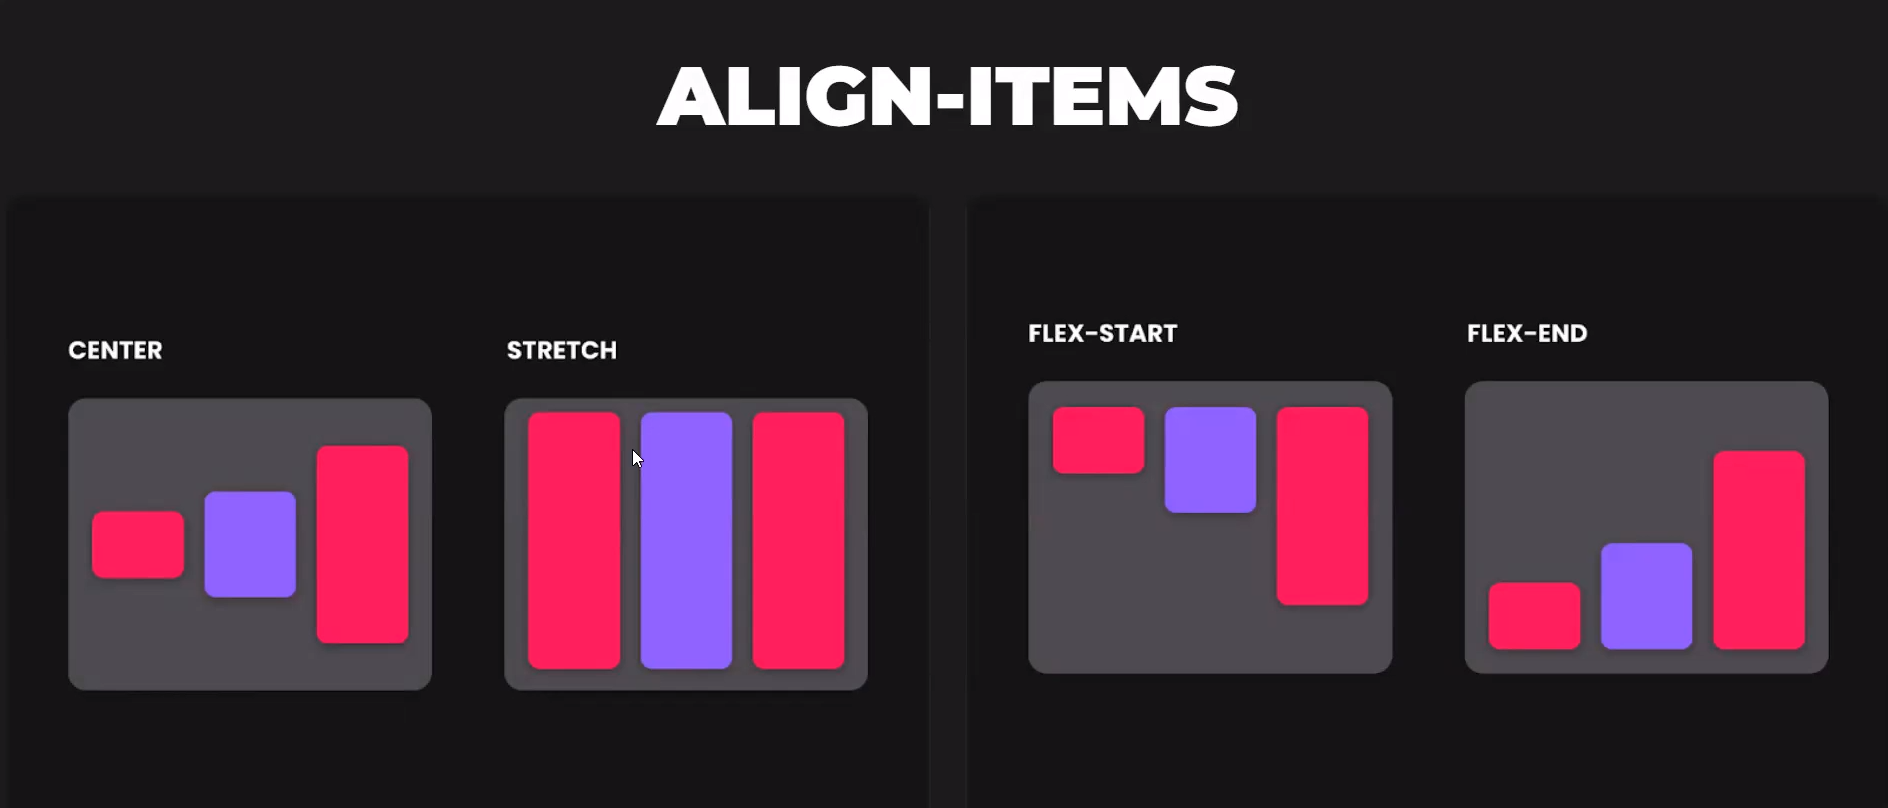 ALIGN-ITEMS
CENTER
STRETCH
FLEX-START
FLEX-END